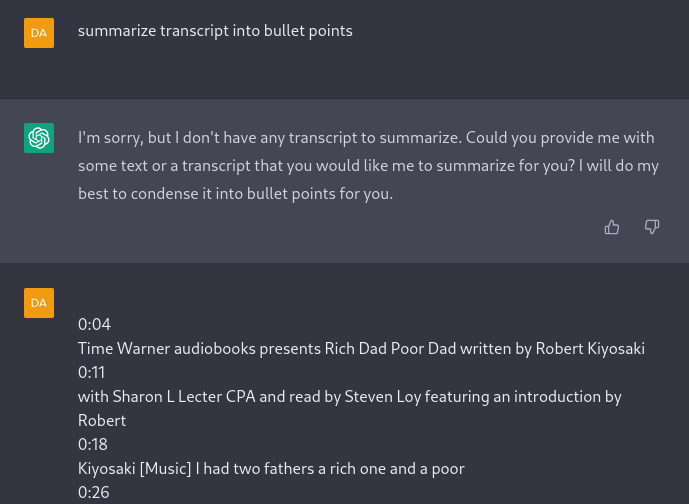 DA
summarize transcript into bullet points
I'm sorry, but I don't have any transcript to summarize. Could you provide me with
some text or a transcript that you would like me to summarize for you? I will do my
best to condense it into bullet points for you.
DA
0:04
Time Warner audiobooks presents Rich Dad Poor Dad written by Robert Kiyosaki
0:11
with Sharon L Lecter CPA and read by Steven Loy featuring an introduction by
Robert
0:18
Kiyosaki [Music] I had two fathers a rich one and a poor
0:26